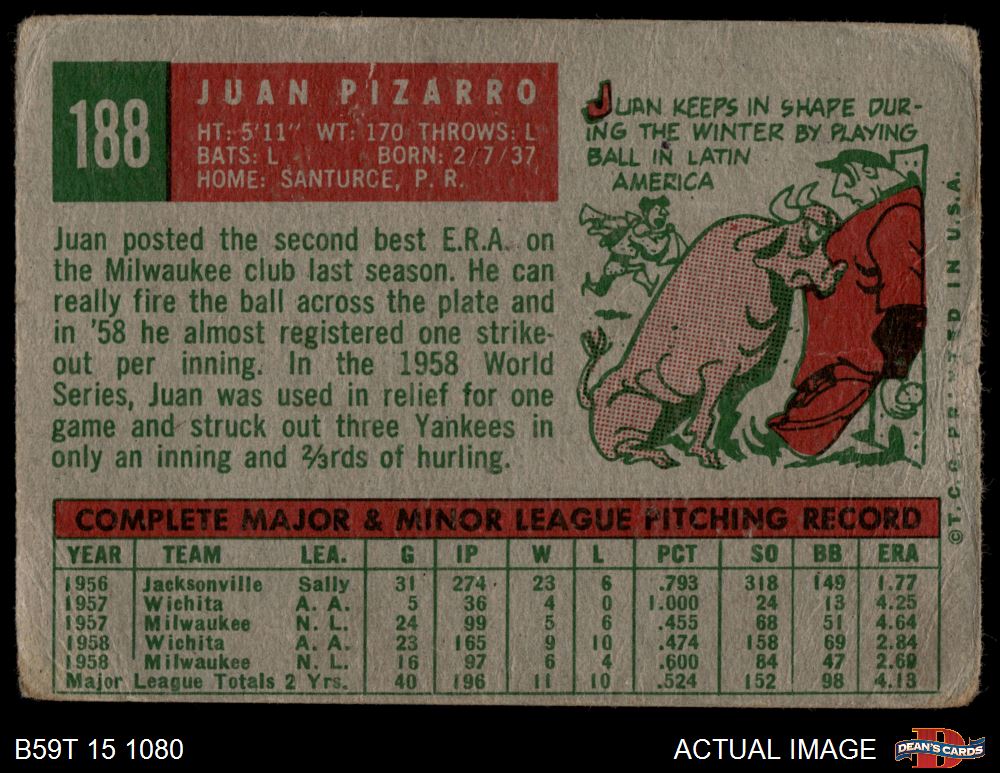 188
JUAN PIZARRO
HT: 5'11" WT: 170 THROWS: L
BATS: L BORN: 2/7/37
HOME: SANTURCE, P. R.
JUAN KEEPS IN SHAPE DUR-
ING THE WINTER BY PLAYING
BALL IN LATIN
AMERICA
Juan posted the second best E.R.A. on
the Milwaukee club last season. He can
really fire the ball across the plate and
in '58 he almost registered one strike-
out per inning. In the 1958 World
Series, Juan was used in relief for one
game and struck out three Yankees in
only an inning and ⅔rds of hurling.
©T.C.G. PRINTED IN U.S.A.
COMPLETE MAJOR & MINOR LEAGUE PITCHING RECORD
YEAR TEAM LEA. G IP W L PCT SO BB ERA
1956 Jacksonville Sally 31 274 23 6 .793 318 149 1.77
1957 Wichita A. A. 5 36 4 0 1.000 24 13 4.25
1957 Milwaukee N. L. 24 99 5 6 .455 68 51 4.64
1958 Wichita A. A. 23 165 9 10 .474 158 69 2.84
1958 Milwaukee N. L. 16 97 6 4 .600 84 47 2.69
Major League Totals 2 Yrs. 40 196 11 10 .524 152 98 4.13
B59T 15 1080
ACTUAL IMAGE
D
DEAN'S CARDS